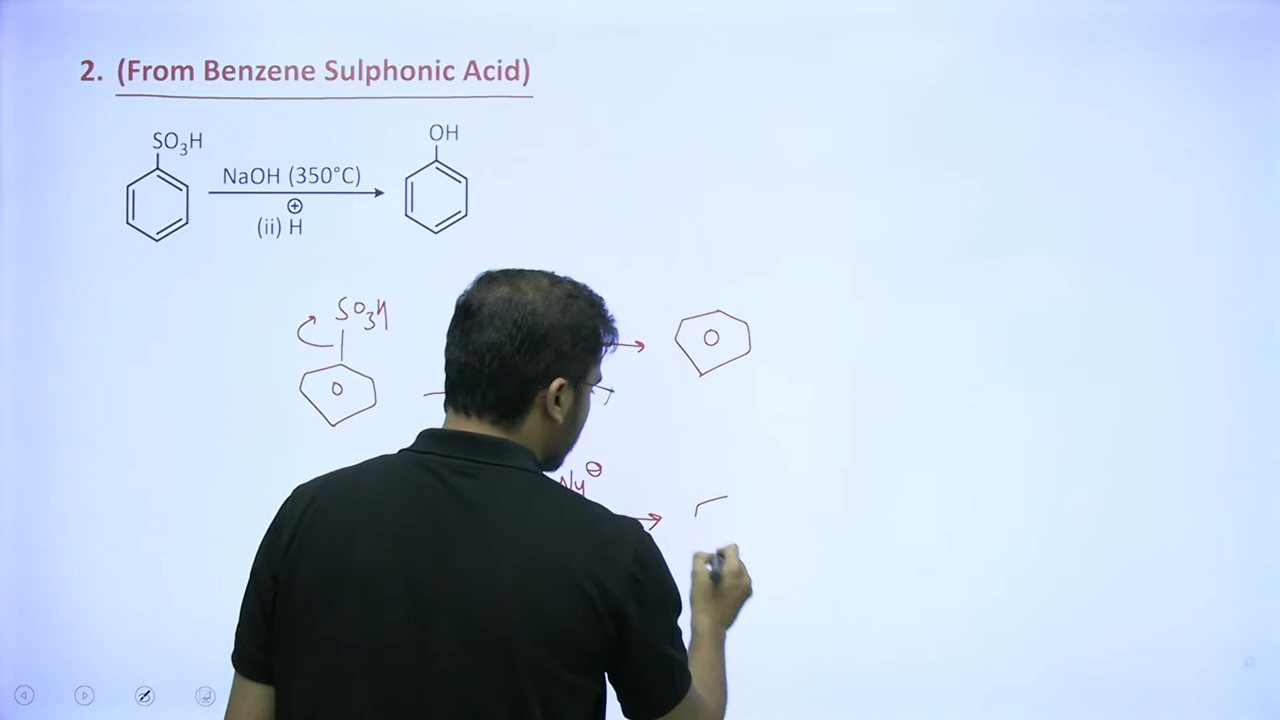 2. (From Benzene Sulphonic Acid)
SO₃H
OH
NaOH (350°C)
⊕
(ii) H
SO₃H
Nu⊖